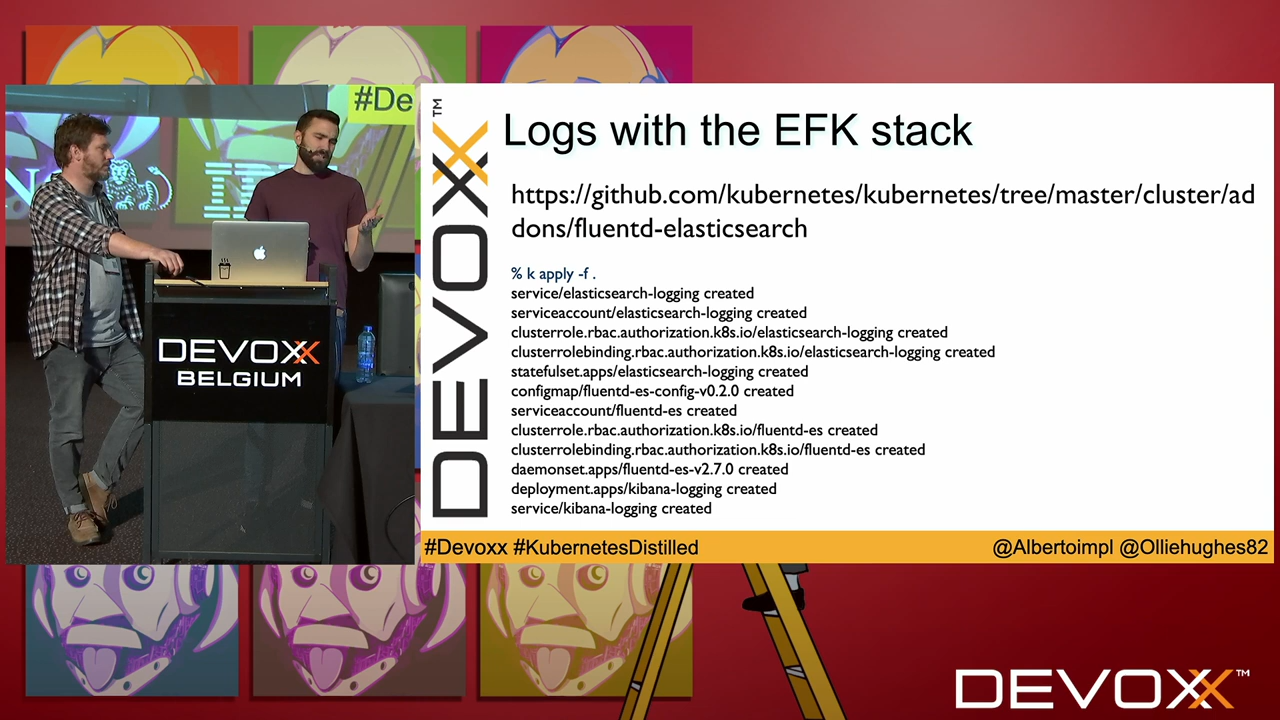 #De
IBM
DEVOXX
BELGIUM
DEVOXX™
Logs with the EFK stack
https://github.com/kubernetes/kubernetes/tree/master/cluster/ad
dons/fluentd-elasticsearch
% k apply -f .
service/elasticsearch-logging created
serviceaccount/elasticsearch-logging created
clusterrole.rbac.authorization.k8s.io/elasticsearch-logging created
clusterrolebinding.rbac.authorization.k8s.io/elasticsearch-logging created
statefulset.apps/elasticsearch-logging created
configmap/fluentd-es-config-v0.2.0 created
serviceaccount/fluentd-es created
clusterrole.rbac.authorization.k8s.io/fluentd-es created
clusterrolebinding.rbac.authorization.k8s.io/fluentd-es created
daemonset.apps/fluentd-es-v2.7.0 created
deployment.apps/kibana-logging created
service/kibana-logging created
#Devoxx #KubernetesDistilled
@Albertoimpl @Olliehughes82
DEVOXX™